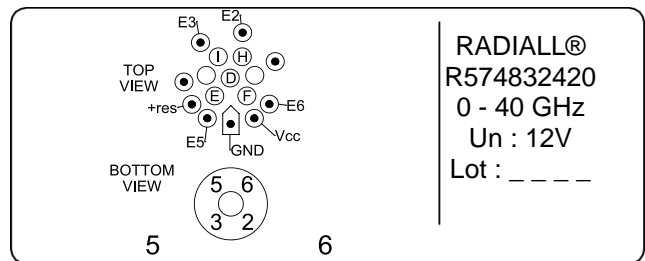 E3
E2
I
H
TOP
VIEW
D
+res
E
F
E6
E5
Vcc
GND
BOTTOM
VIEW
5 6
3 2
5
6
RADIALL®
R574832420
0 - 40 GHz
Un : 12V
Lot : _ _ _ _